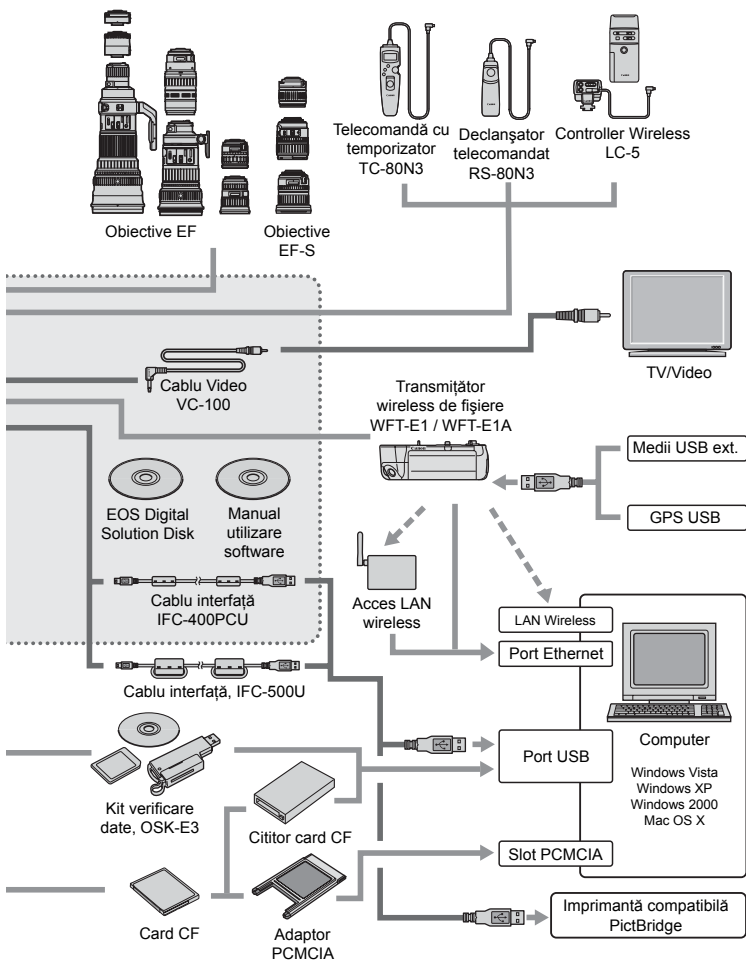 Telecomandă cu
temporizator
TC-80N3
Declanşator
telecomandat
RS-80N3
Controller Wireless
LC-5
Obiective EF
Obiective
EF-S
Cablu Video
VC-100
TV/Video
Transmiţător
wireless de fişiere
WFT-E1 / WFT-E1A
Canon
Medii USB ext.
GPS USB
EOS Digital
Solution Disk
Manual
utilizare
software
Acces LAN
wireless
Cablu interfaţă
IFC-400PCU
LAN Wireless
Port Ethernet
Cablu interfaţă, IFC-500U
Port USB
Computer
Windows Vista
Windows XP
Windows 2000
Mac OS X
Kit verificare
date, OSK-E3
Cititor card CF
Slot PCMCIA
Card CF
Adaptor
PCMCIA
Imprimantă compatibilă
PictBridge